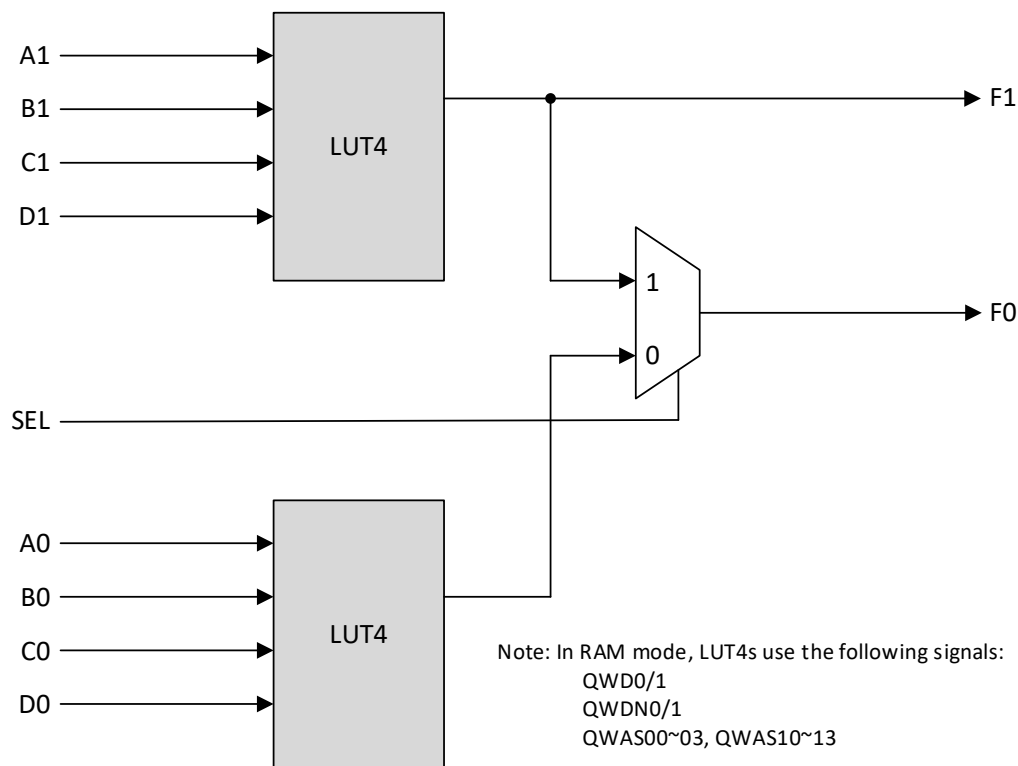 A1
B1
C1
D1
LUT4
F1
1
0
F0
SEL
A0
B0
C0
D0
LUT4
Note: In RAM mode, LUT4s use the following signals:
QWD0/1
QWDN0/1
QWAS00~03, QWAS10~13